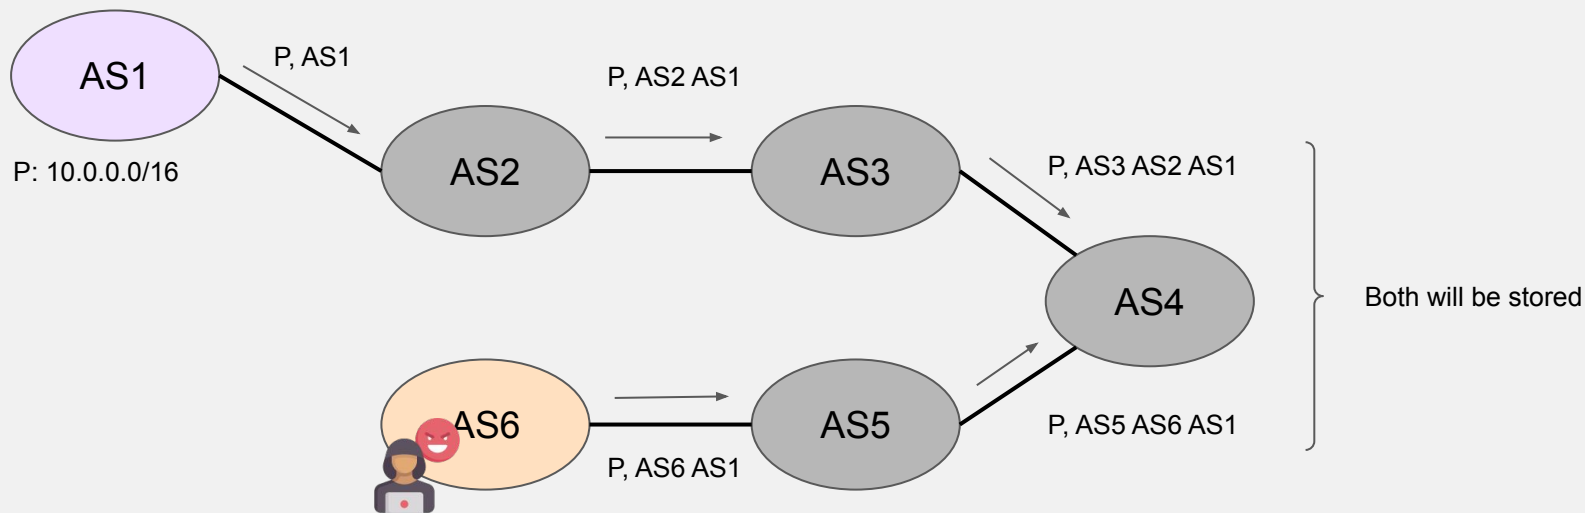 AS1
P, AS1
P, AS2 AS1
P: 10.0.0.0/16
AS2
AS3
P, AS3 AS2 AS1
AS4
Both will be stored
AS6
AS5
P, AS5 AS6 AS1
P, AS6 AS1